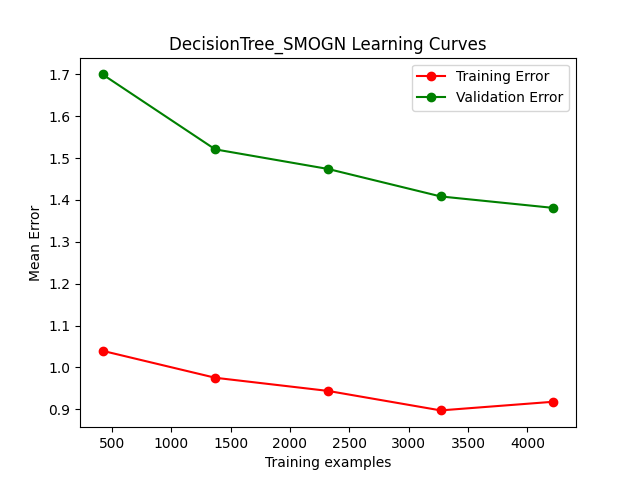 DecisionTree_SMOGN Learning Curves
Training Error
Validation Error
Mean Error
1.7
1.6
1.5
1.4
1.3
1.2
1.1
1.0
0.9
500 1000 1500 2000 2500 3000 3500 4000
Training examples